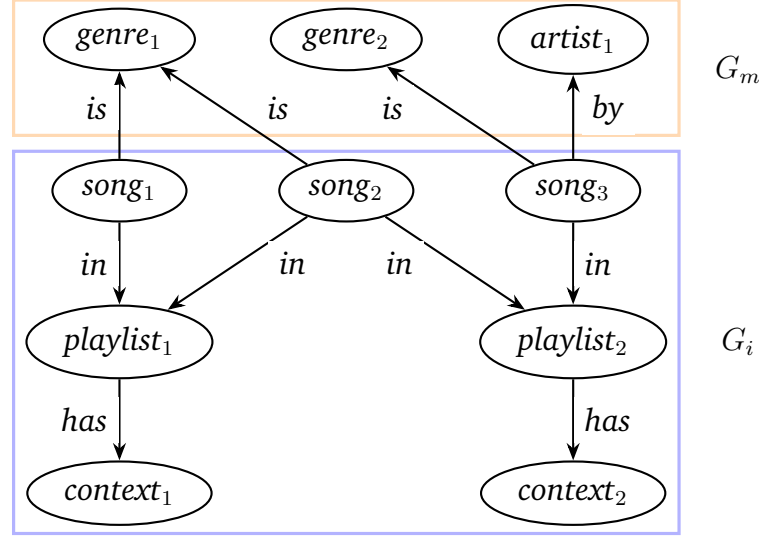 genre₁ genre₂ artist₁
Gₘ
is is is by
song₁ song₂ song₃
in in in in
playlist₁ playlist₂
Gᵢ
has has
context₁ context₂